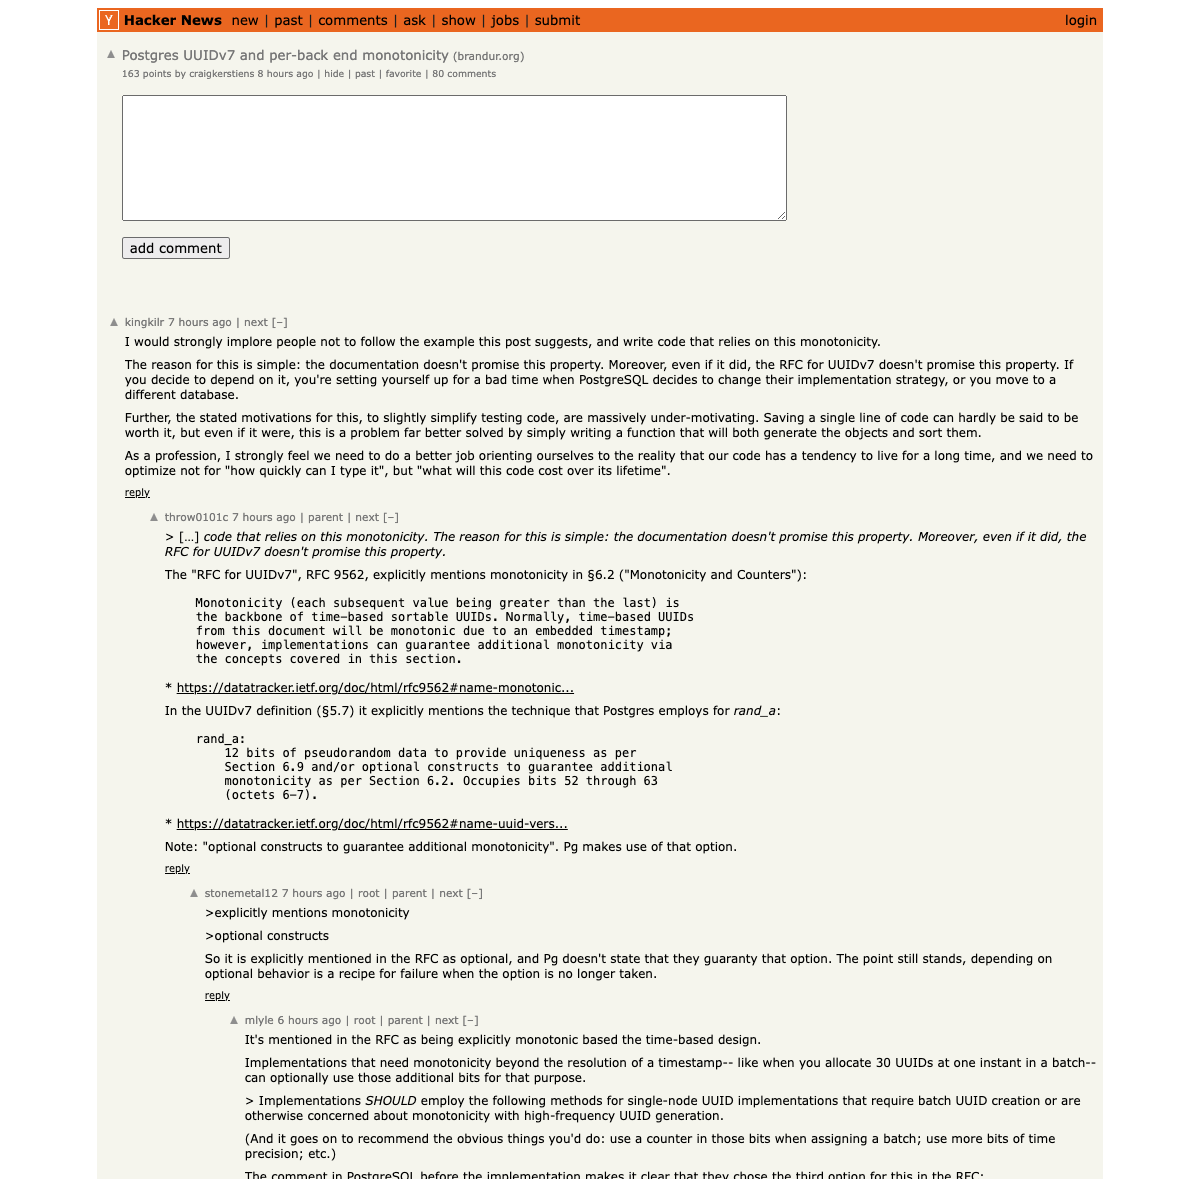 Y Hacker News new | past | comments | ask | show | jobs | submit login
▲ Postgres UUIDv7 and per-back end monotonicity (brandur.org)
163 points by craigkerstiens 8 hours ago | hide | past | favorite | 80 comments
add comment
▲ kingkilr 7 hours ago | next [–]
I would strongly implore people not to follow the example this post suggests, and write code that relies on this monotonicity.
The reason for this is simple: the documentation doesn't promise this property. Moreover, even if it did, the RFC for UUIDv7 doesn't promise this property. If
you decide to depend on it, you're setting yourself up for a bad time when PostgreSQL decides to change their implementation strategy, or you move to a
different database.
Further, the stated motivations for this, to slightly simplify testing code, are massively under-motivating. Saving a single line of code can hardly be said to be
worth it, but even if it were, this is a problem far better solved by simply writing a function that will both generate the objects and sort them.
As a profession, I strongly feel we need to do a better job orienting ourselves to the reality that our code has a tendency to live for a long time, and we need to
optimize not for "how quickly can I type it", but "what will this code cost over its lifetime".
reply
▲ throw0101c 7 hours ago | parent | next [–]
> [...] code that relies on this monotonicity. The reason for this is simple: the documentation doesn't promise this property. Moreover, even if it did, the
RFC for UUIDv7 doesn't promise this property.
The "RFC for UUIDv7", RFC 9562, explicitly mentions monotonicity in §6.2 ("Monotonicity and Counters"):
Monotonicity (each subsequent value being greater than the last) is
the backbone of time-based sortable UUIDs. Normally, time-based UUIDs
from this document will be monotonic due to an embedded timestamp;
however, implementations can guarantee additional monotonicity via
the concepts covered in this section.
* https://datatracker.ietf.org/doc/html/rfc9562#name-monotonic...
In the UUIDv7 definition (§5.7) it explicitly mentions the technique that Postgres employs for rand_a:
rand_a:
12 bits of pseudorandom data to provide uniqueness as per
Section 6.9 and/or optional constructs to guarantee additional
monotonicity as per Section 6.2. Occupies bits 52 through 63
(octets 6-7).
* https://datatracker.ietf.org/doc/html/rfc9562#name-uuid-vers...
Note: "optional constructs to guarantee additional monotonicity". Pg makes use of that option.
reply
▲ stonemetal12 7 hours ago | root | parent | next [–]
>explicitly mentions monotonicity
>optional constructs
So it is explicitly mentioned in the RFC as optional, and Pg doesn't state that they guaranty that option. The point still stands, depending on
optional behavior is a recipe for failure when the option is no longer taken.
reply
▲ mlyle 6 hours ago | root | parent | next [–]
It's mentioned in the RFC as being explicitly monotonic based the time-based design.
Implementations that need monotonicity beyond the resolution of a timestamp-- like when you allocate 30 UUIDs at one instant in a batch--
can optionally use those additional bits for that purpose.
> Implementations SHOULD employ the following methods for single-node UUID implementations that require batch UUID creation or are
otherwise concerned about monotonicity with high-frequency UUID generation.
(And it goes on to recommend the obvious things you'd do: use a counter in those bits when assigning a batch; use more bits of time
precision; etc.)
The comment in PostgreSQL before the implementation makes it clear that they chose the third option for this in the RFC: